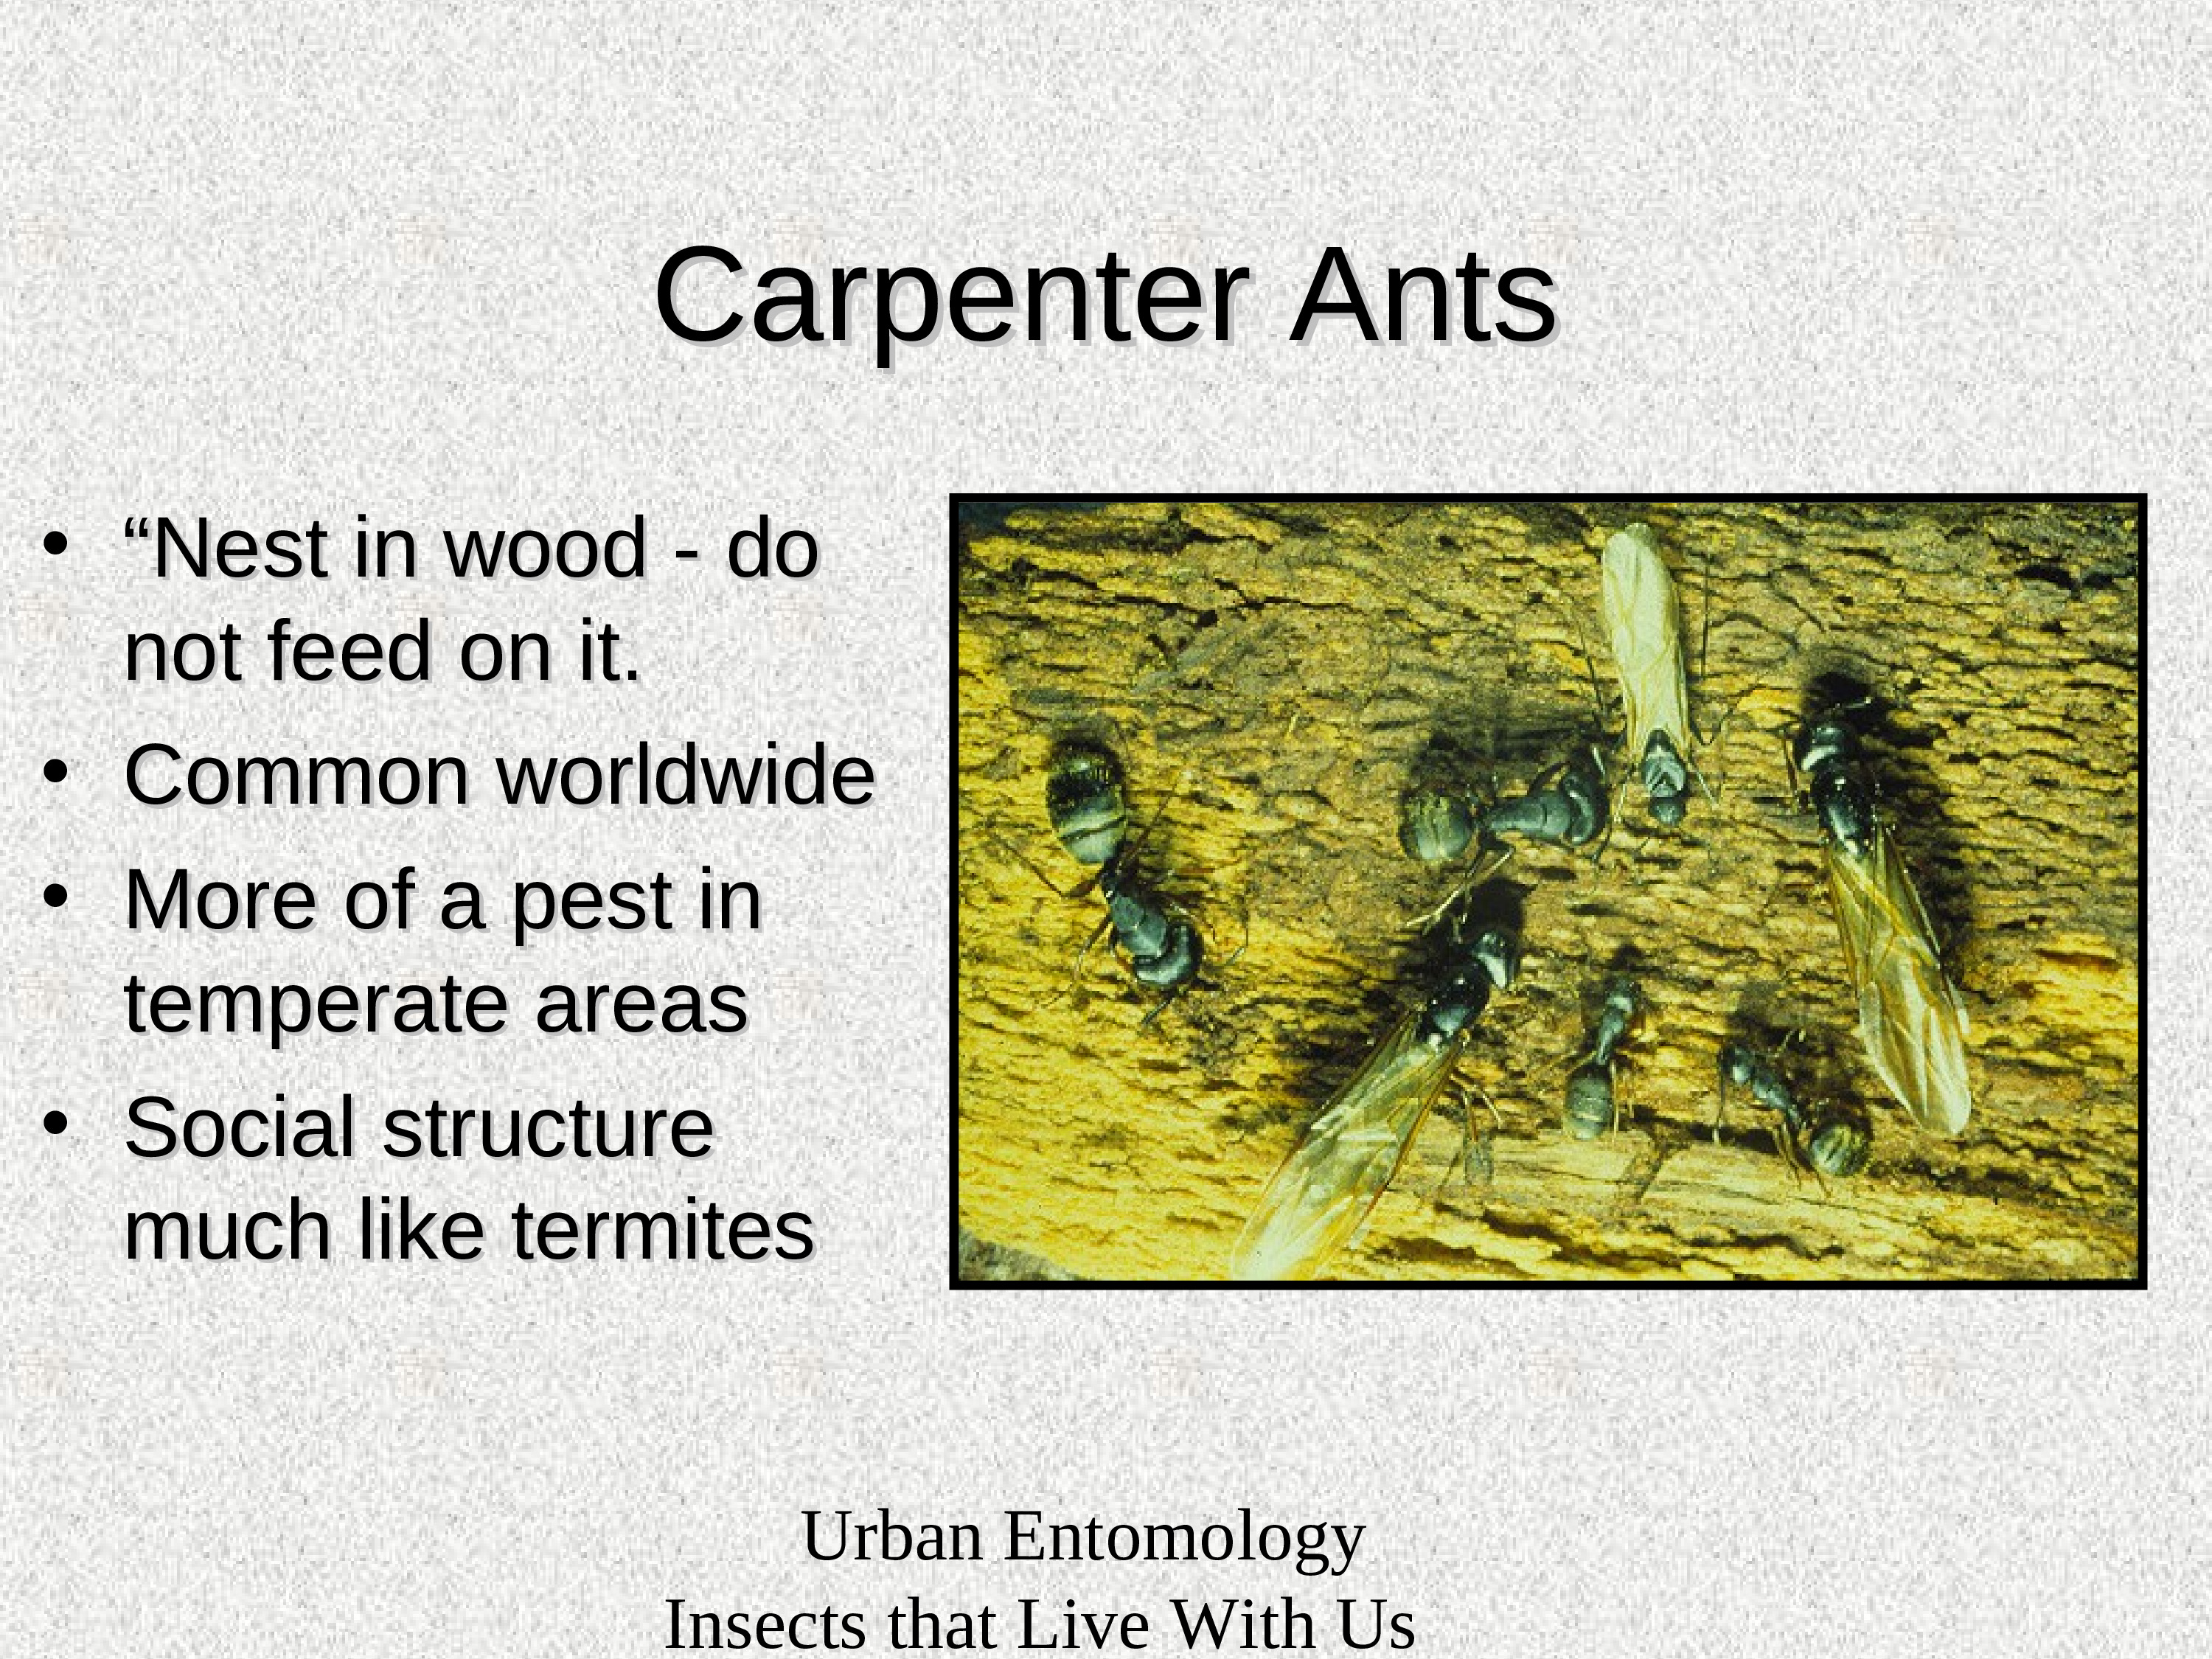 Carpenter Ants
• “Nest in wood - do
not feed on it.
• Common worldwide
• More of a pest in
temperate areas
• Social structure
much like termites
Urban Entomology
Insects that Live With Us